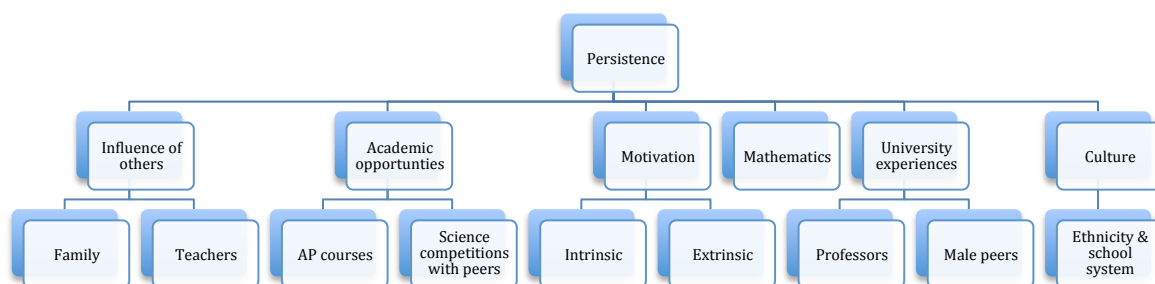 Persistence
Influence of
others
Academic
opportunties
Motivation
Mathematics
University
experiences
Culture
Family
Teachers
AP courses
Science
competitions
with peers
Intrinsic
Extrinsic
Professors
Male peers
Ethnicity &
school
system